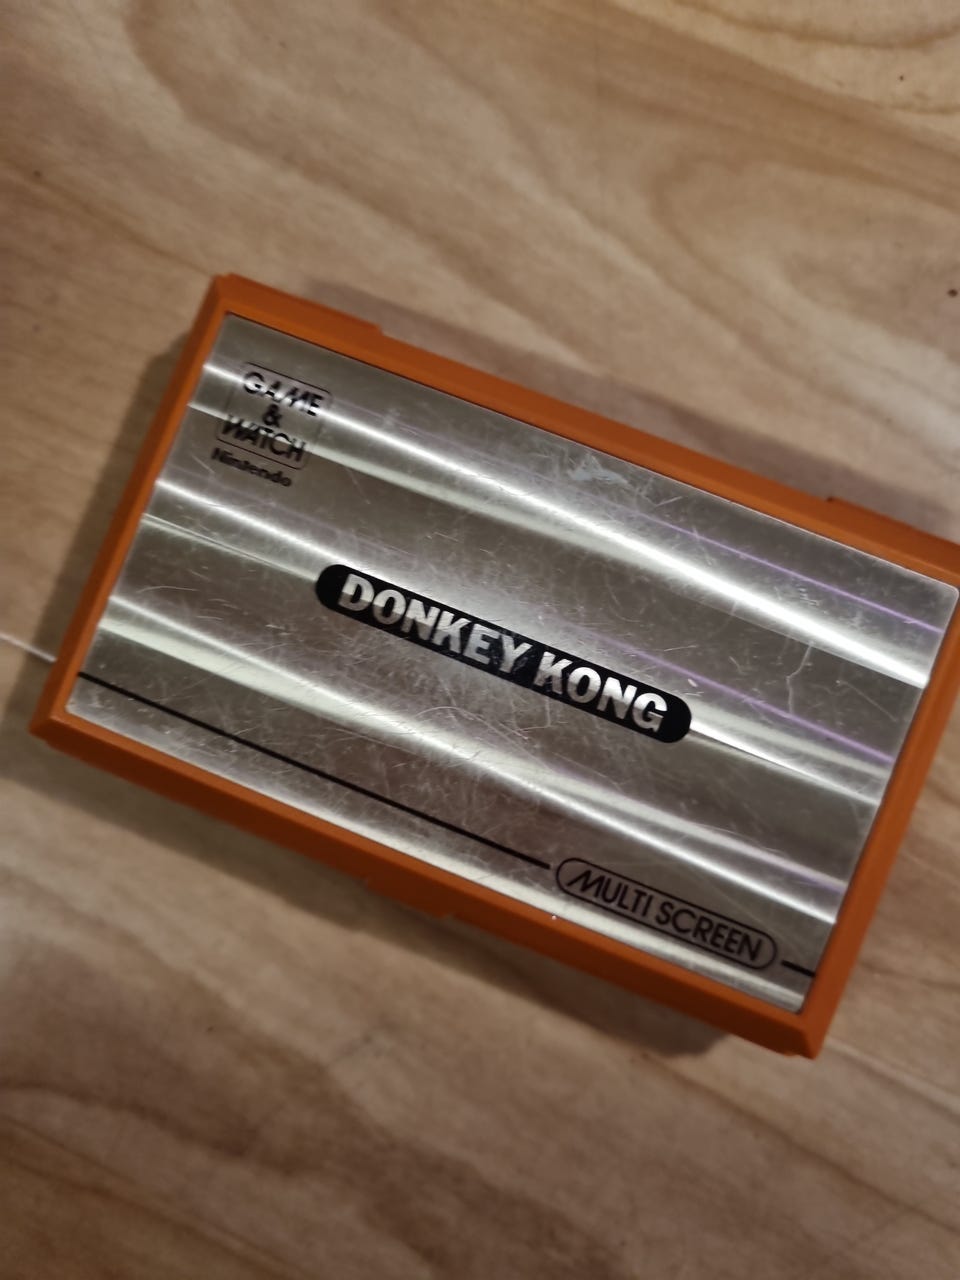 GAME
&
WATCH
Nintendo
DONKEY KONG
MULTI SCREEN